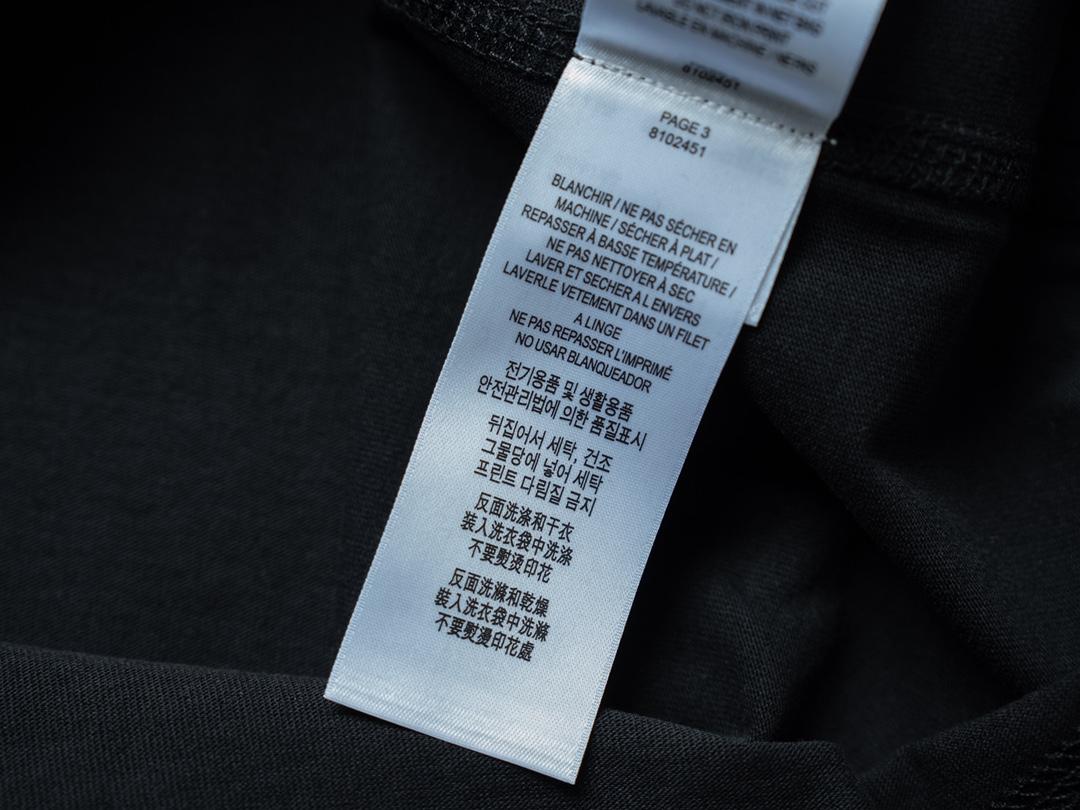 LAVABLE EN MACHINE
8102451
PAGE 3
8102451
BLANCHIR / NE PAS SÉCHER EN
MACHINE / SÉCHER À PLAT /
REPASSER À BASSE TEMPÉRATURE /
NE PAS NETTOYER À SEC
LAVER ET SECHER A L ENVERS
LAVERLE VETEMENT DANS UN FILET
A LINGE
NE PAS REPASSER L'IMPRIMÉ
NO USAR BLANQUEADOR
전기용품 및 생활용품
안전관리법에 의한 품질표시
뒤집어서 세탁, 건조
그물당에 넣어 세탁
프린트 다림질 금지
反面洗涤和干衣
装入洗衣袋中洗涤
不要熨烫印花
反面洗滌和乾燥
裝入洗衣袋中洗滌
不要熨燙印花處